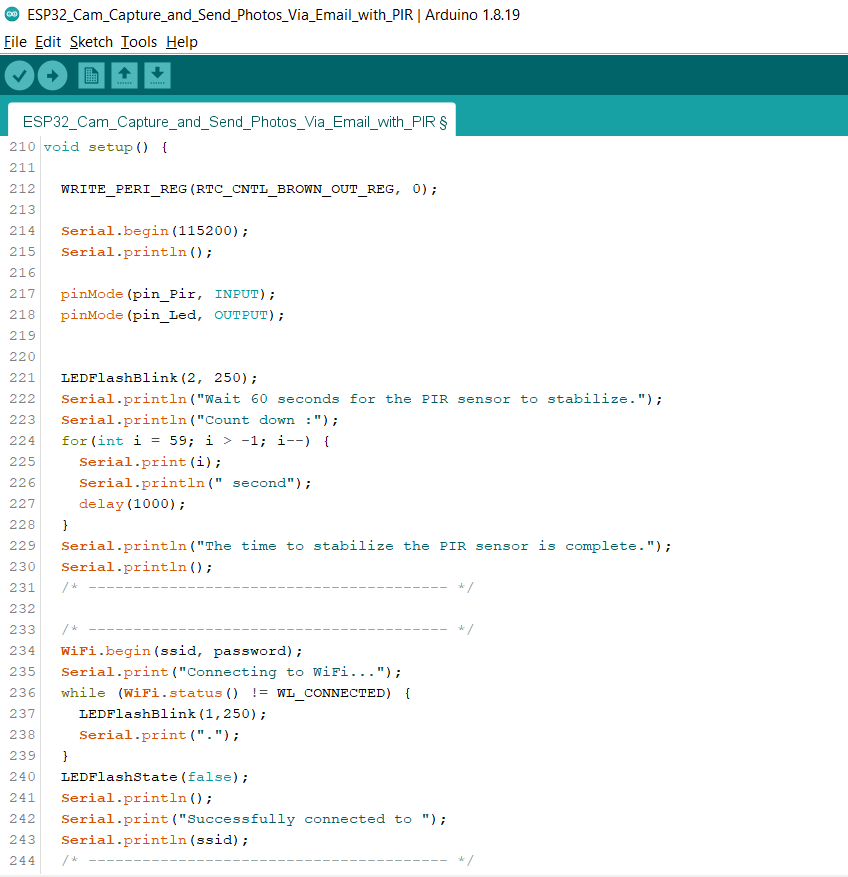 ESP32_Cam_Capture_and_Send_Photos_Via_Email_with_PIR | Arduino 1.8.19
File Edit Sketch Tools Help
ESP32_Cam_Capture_and_Send_Photos_Via_Email_with_PIR §
210 void setup() {
211
212   WRITE_PERI_REG(RTC_CNTL_BROWN_OUT_REG, 0);
213
214   Serial.begin(115200);
215   Serial.println();
216
217   pinMode(pin_Pir, INPUT);
218   pinMode(pin_Led, OUTPUT);
219
220
221   LEDFlashBlink(2, 250);
222   Serial.println("Wait 60 seconds for the PIR sensor to stabilize.");
223   Serial.println("Count down :");
224   for(int i = 59; i > -1; i--) {
225     Serial.print(i);
226     Serial.println(" second");
227     delay(1000);
228   }
229   Serial.println("The time to stabilize the PIR sensor is complete.");
230   Serial.println();
231   /* ---------------------------------------- */
232
233   /* ---------------------------------------- */
234   WiFi.begin(ssid, password);
235   Serial.print("Connecting to WiFi...");
236   while (WiFi.status() != WL_CONNECTED) {
237     LEDFlashBlink(1,250);
238     Serial.print(".");
239   }
240   LEDFlashState(false);
241   Serial.println();
242   Serial.print("Successfully connected to ");
243   Serial.println(ssid);
244   /* ---------------------------------------- */